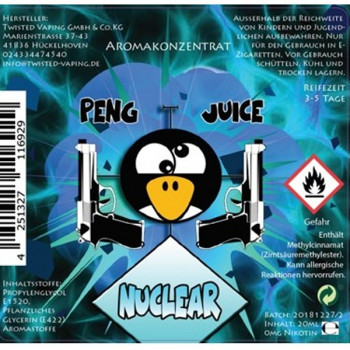 Hersteller:
Twisted Vaping GmbH & Co.KG
Marienstrasse 37-43
41836 Hückelhoven
024334474540
info@twisted-vaping.de
Aromakonzentrat
Ausserhalb der Reichweite
von Kindern und Jugend-
lichen aufbewahren. Nur
für den Gebrauch in E-
Zigaretten. Vor Gebrauch
schütteln. Kühl und
trocken lagern.
Reifezeit
3-5 Tage
PENG JUICE
4 251327 116929
NUCLEAR
Gefahr
Enthält
Methylcinnamat
(Zimtsäuremethylester).
Kann allergische
Reaktionen hervorrufen.
Inhaltsstoffe:
Propylenglycol
E1520,
Pflanzliches
Glycerin (E422)
Aromastoffe
Batch: 20181227/2
Inhalt: 20ml
0mg Nikotin